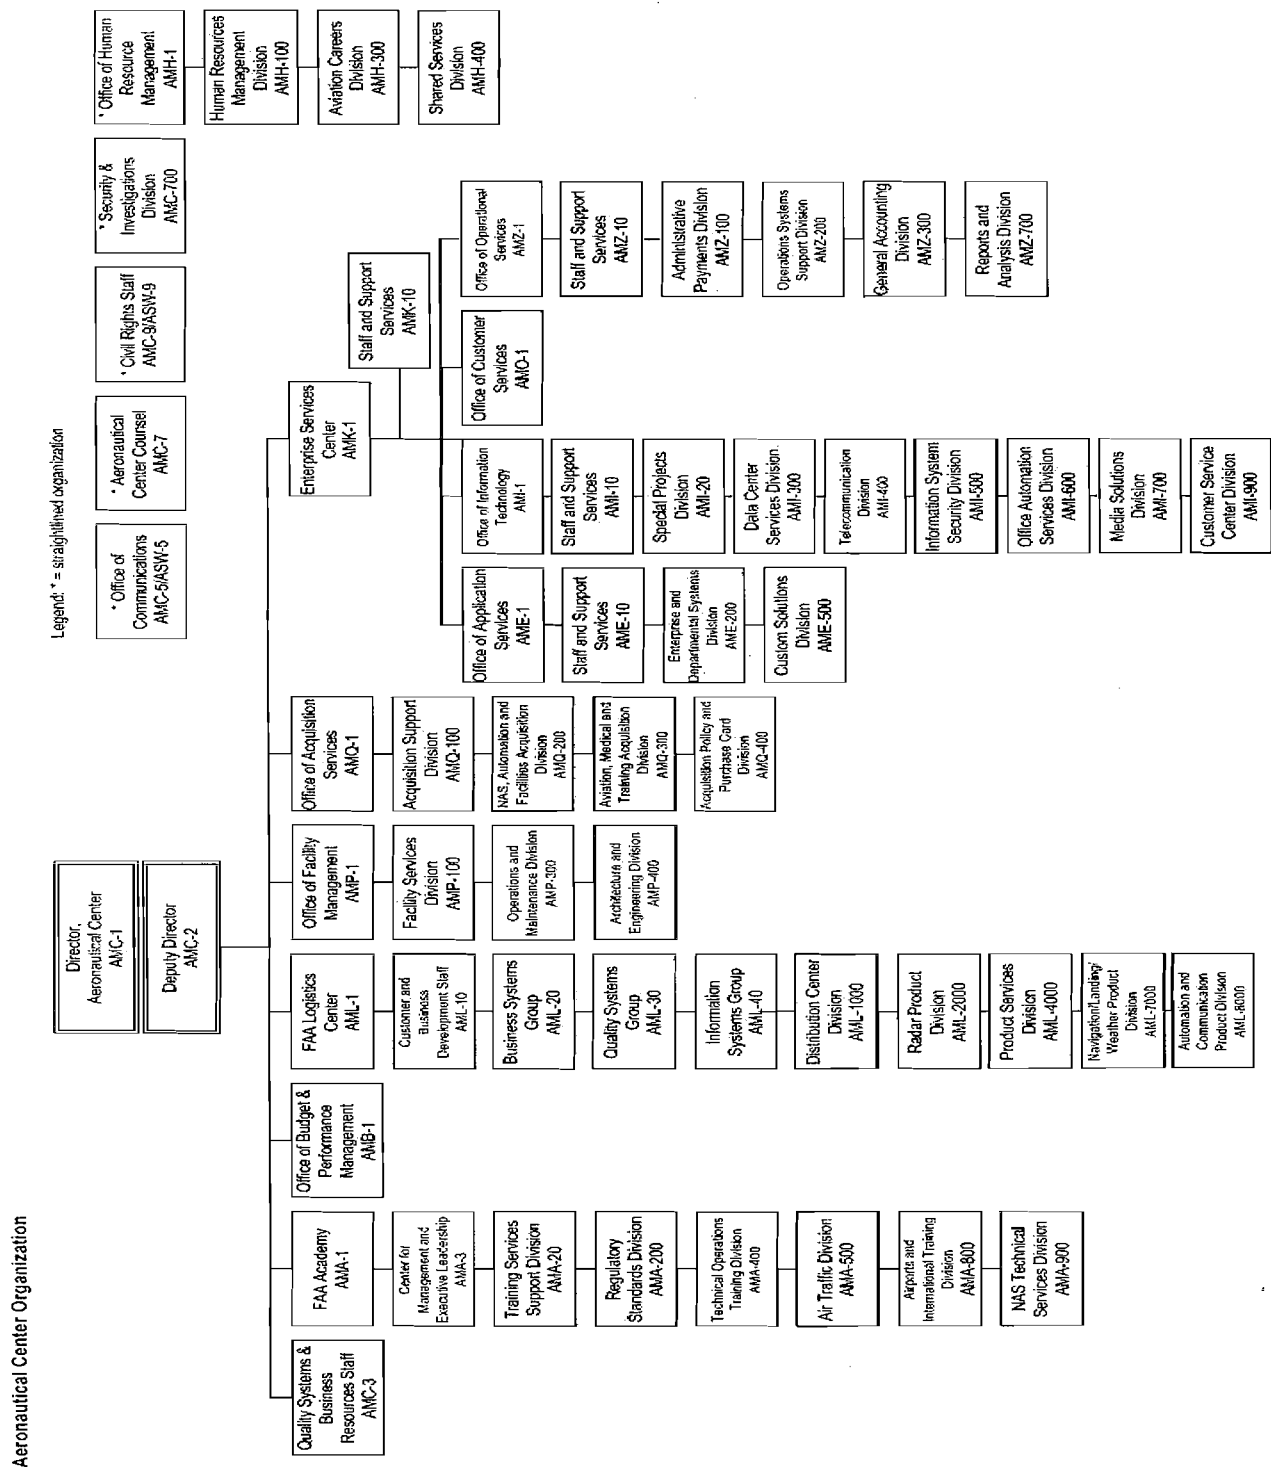 Aeronautical Center Organization
Director,
Aeronautical Center
AMC-1
Deputy Director
AMC-2
Legend: * = straightlined organization
* Office of
Communications
AMC-5/ASW-5
* Aeronautical
Center Counsel
AMC-7
* Civil Rights Staff
AMC-9/ASW-9
* Security &
Investigations
Division
AMC-700
* Office of Human
Resource
Management
AMH-1
Human Resources
Management
Division
AMH-100
Aviation Careers
Division
AMH-300
Shared Services
Division
AMH-400
Quality Systems &
Business
Resources Staff
AMC-3
FAA Academy
AMA-1
Center for
Management and
Executive Leadership
AMA-3
Training Services
Support Division
AMA-20
Regulatory
Standards Division
AMA-200
Technical Operations
Training Division
AMA-400
Air Traffic Division
AMA-500
Airports and
International Training
Division
AMA-800
NAS Technical
Services Division
AMA-900
Office of Budget &
Performance
Management
AMB-1
FAA Logistics
Center
AML-1
Customer and
Business
Development Staff
AML-10
Business Systems
Group
AML-20
Quality Systems
Group
AML-30
Information
Systems Group
AML-40
Distribution Center
Division
AML-1000
Radar Product
Division
AML-2000
Product Services
Division
AML-4000
Navigation/Landing/
Weather Product
Division
AML-7000
Automation and
Communication
Product Division
AML-8000
Office of Facility
Management
AMP-1
Facility Services
Division
AMP-100
Operations and
Maintenance Division
AMP-300
Architecture and
Engineering Division
AMP-400
Office of Acquisition
Services
AMQ-1
Acquisition Support
Division
AMQ-100
NAS, Automation and
Facilities Acquisition
Division
AMQ-200
Aviation, Medical and
Training Acquisition
Division
AMQ-300
Acquisition Policy and
Purchase Card
Division
AMQ-400
Enterprise Services
Center
AMK-1
Staff and Support
Services
AMK-10
Office of Application
Services
AME-1
Staff and Support
Services
AME-10
Enterprise and
Departmental Systems
Division
AME-200
Custom Solutions
Division
AME-500
Office of Information
Technology
AMI-1
Staff and Support
Services
AMI-10
Special Projects
Division
AMI-20
Data Center
Services Division
AMI-300
Telecommunication
Division
AMI-400
Information System
Security Division
AMI-500
Office Automation
Services Division
AMI-600
Media Solutions
Division
AMI-700
Customer Service
Center Division
AMI-900
Office of Customer
Services
AMO-1
Office of Operational
Services
AMZ-1
Staff and Support
Services
AMZ-10
Administrative
Payments Division
AMZ-100
Operations Systems
Support Division
AMZ-200
General Accounting
Division
AMZ-300
Reports and
Analysis Division
AMZ-700